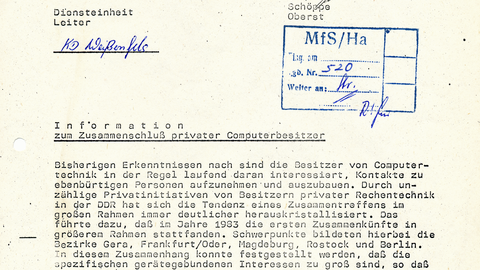 Diensteinheit
Leiter
Schöppe
Oberst
KD Weißenfels
MfS/Ha
Tag. Nr. 520
Weiter an:
Information
zum Zusammenschluß privater Computerbesitzer
Bisherigen Erkenntnissen nach sind die Besitzer von Computer-
technik in der Regel laufend daran interessiert, Kontakte zu
ebenbürtigen Personen aufzunehmen und auszubauen. Durch un-
zählige Privatinitiativen von Besitzern privater Rechentechnik
in der DDR hat sich die Tendenz eines Zusammentreffens im
großen Rahmen immer deutlicher herauskristallisiert. Das
führte dazu, daß im Jahre 1983 die ersten Zusammenkünfte in
größerem Rahmen stattfanden. Schwerpunkte bildeten hierbei die
Bezirke Gera, Frankfurt/Oder, Magdeburg, Rostock und Berlin.
In diesem Zusammenhang konnte festgestellt werden, daß die
spezifischen gerätegebundenen Interessen zu groß sind, so daß